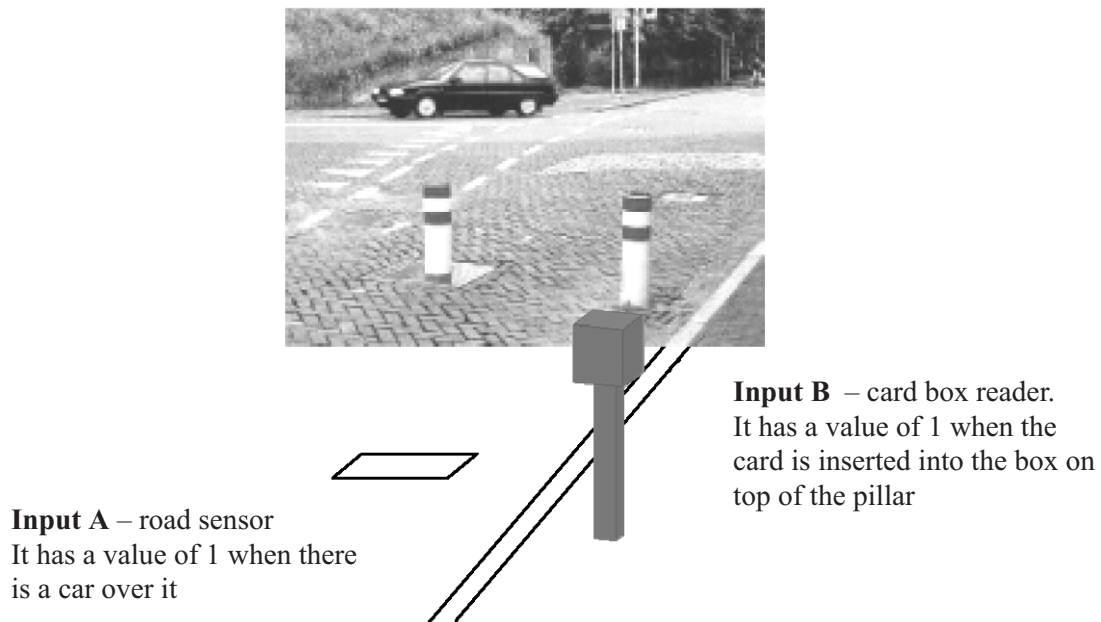 Input B – card box reader.
It has a value of 1 when the
card is inserted into the box on
top of the pillar
Input A – road sensor
It has a value of 1 when there
is a car over it